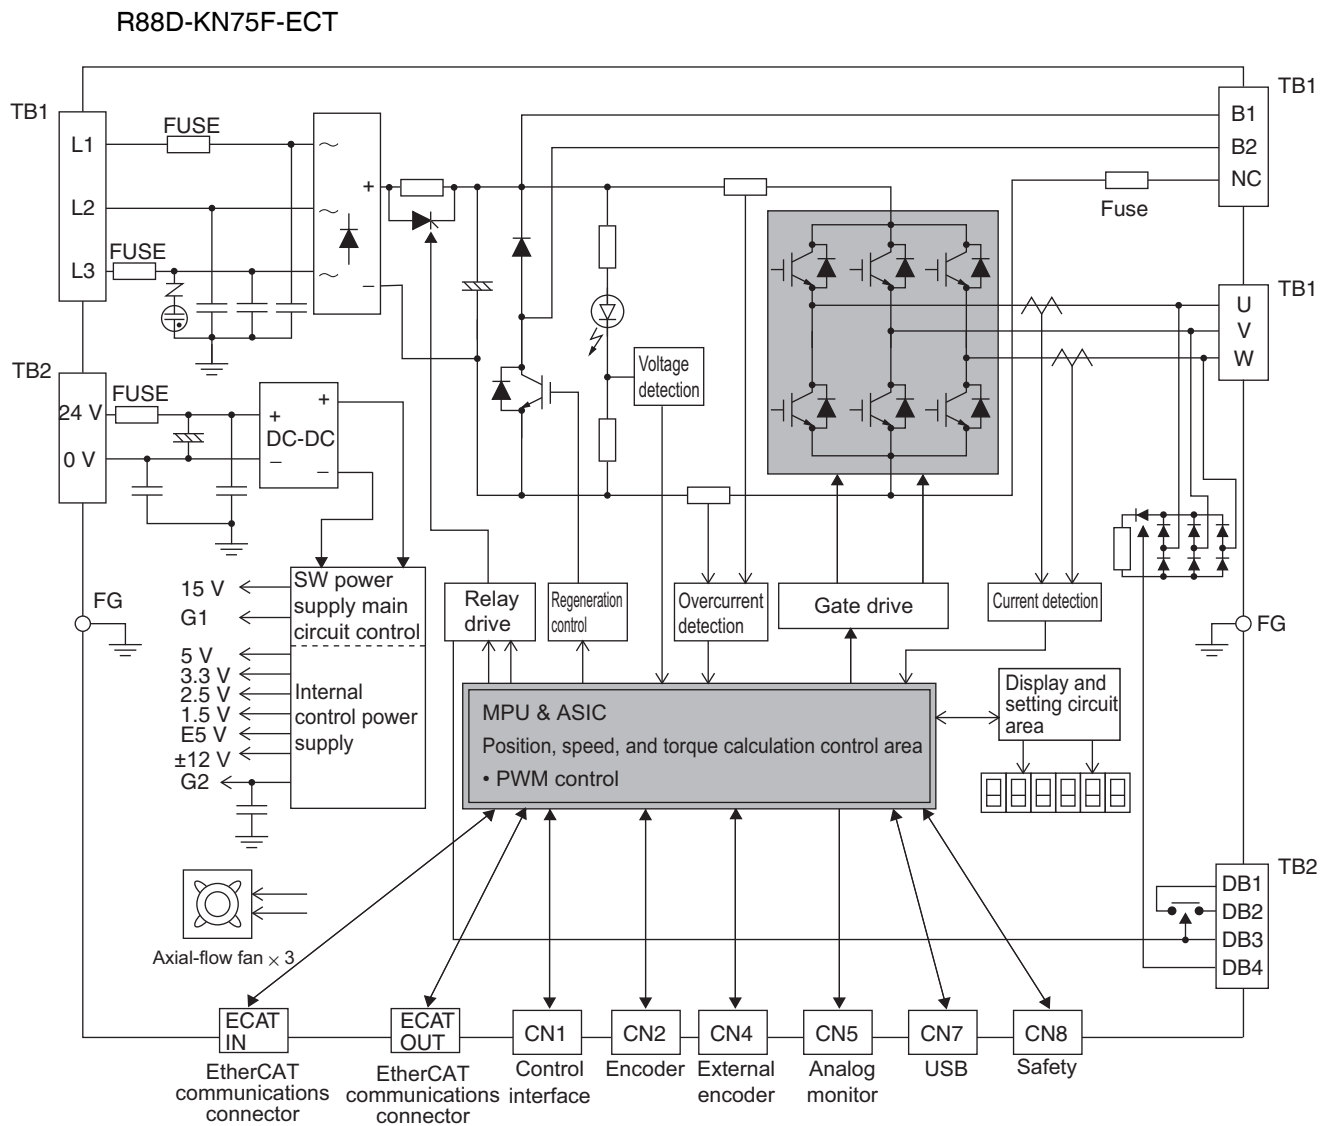 R88D-KN75F-ECT
TB1
L1
L2
L3
FUSE
FUSE
~
~
~
+
−
TB1
B1
B2
NC
Fuse
TB1
U
V
W
Voltage
detection
TB2
24 V
0 V
FUSE
+
+
DC-DC
−
−
FG
FG
SW power
supply main
circuit control
Internal
control power
supply
15 V
G1
5 V
3.3 V
2.5 V
1.5 V
E5 V
±12 V
G2
Relay
drive
Regeneration
control
Overcurrent
detection
Gate drive
Current detection
MPU & ASIC
Position, speed, and torque calculation control area
• PWM control
Display and
setting circuit
area
Axial-flow fan × 3
TB2
DB1
DB2
DB3
DB4
ECAT
IN
EtherCAT
communications
connector
ECAT
OUT
EtherCAT
communications
connector
CN1
Control
interface
CN2
Encoder
CN4
External
encoder
CN5
Analog
monitor
CN7
USB
CN8
Safety